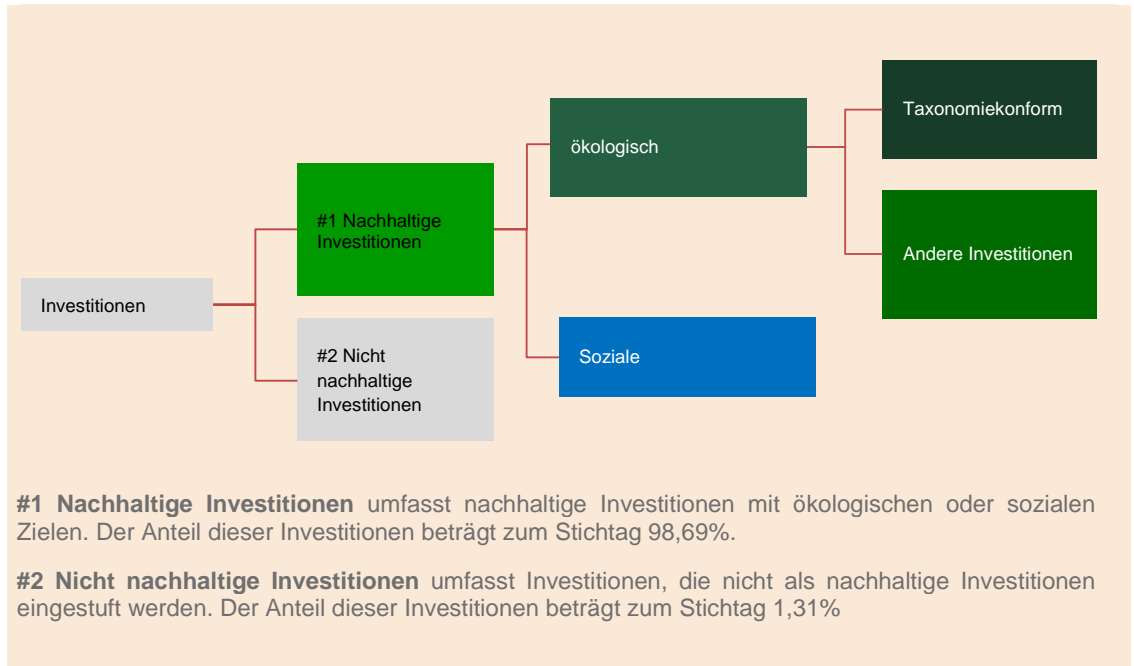 Taxonomiekonform
ökologisch
#1 Nachhaltige
Investitionen
Andere Investitionen
Investitionen
#2 Nicht
nachhaltige
Investitionen
Soziale
#1 Nachhaltige Investitionen umfasst nachhaltige Investitionen mit ökologischen oder sozialen
Zielen. Der Anteil dieser Investitionen beträgt zum Stichtag 98,69%.
#2 Nicht nachhaltige Investitionen umfasst Investitionen, die nicht als nachhaltige Investitionen
eingestuft werden. Der Anteil dieser Investitionen beträgt zum Stichtag 1,31%